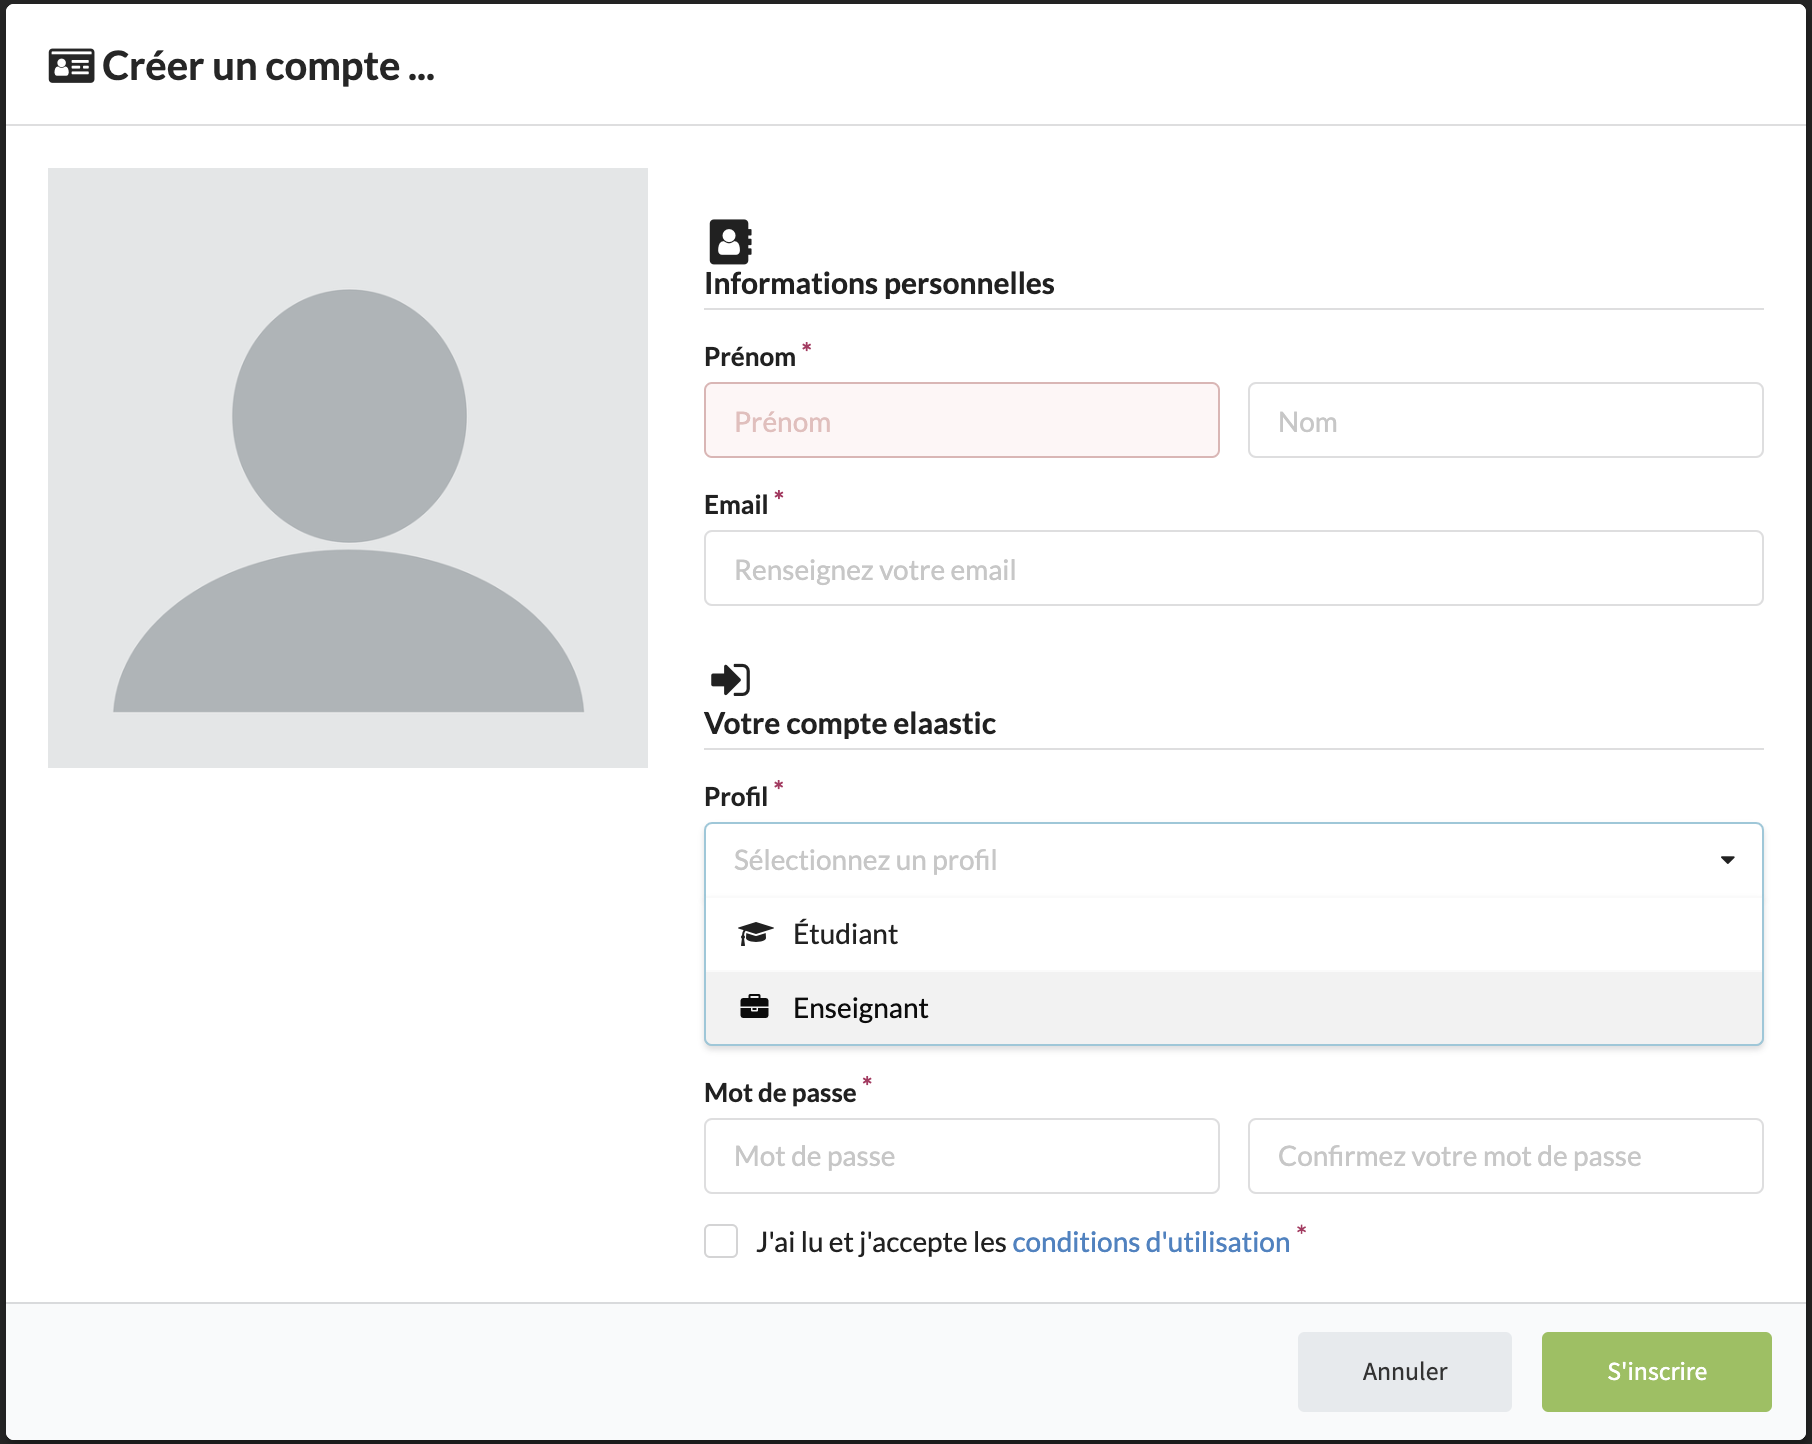 Créer un compte ...
Informations personnelles
Prénom *
Prénom
Nom
Email *
Renseignez votre email
Votre compte elaastic
Profil *
Sélectionnez un profil
Étudiant
Enseignant
Mot de passe *
Mot de passe
Confirmez votre mot de passe
J'ai lu et j'accepte les conditions d'utilisation *
Annuler
S'inscrire